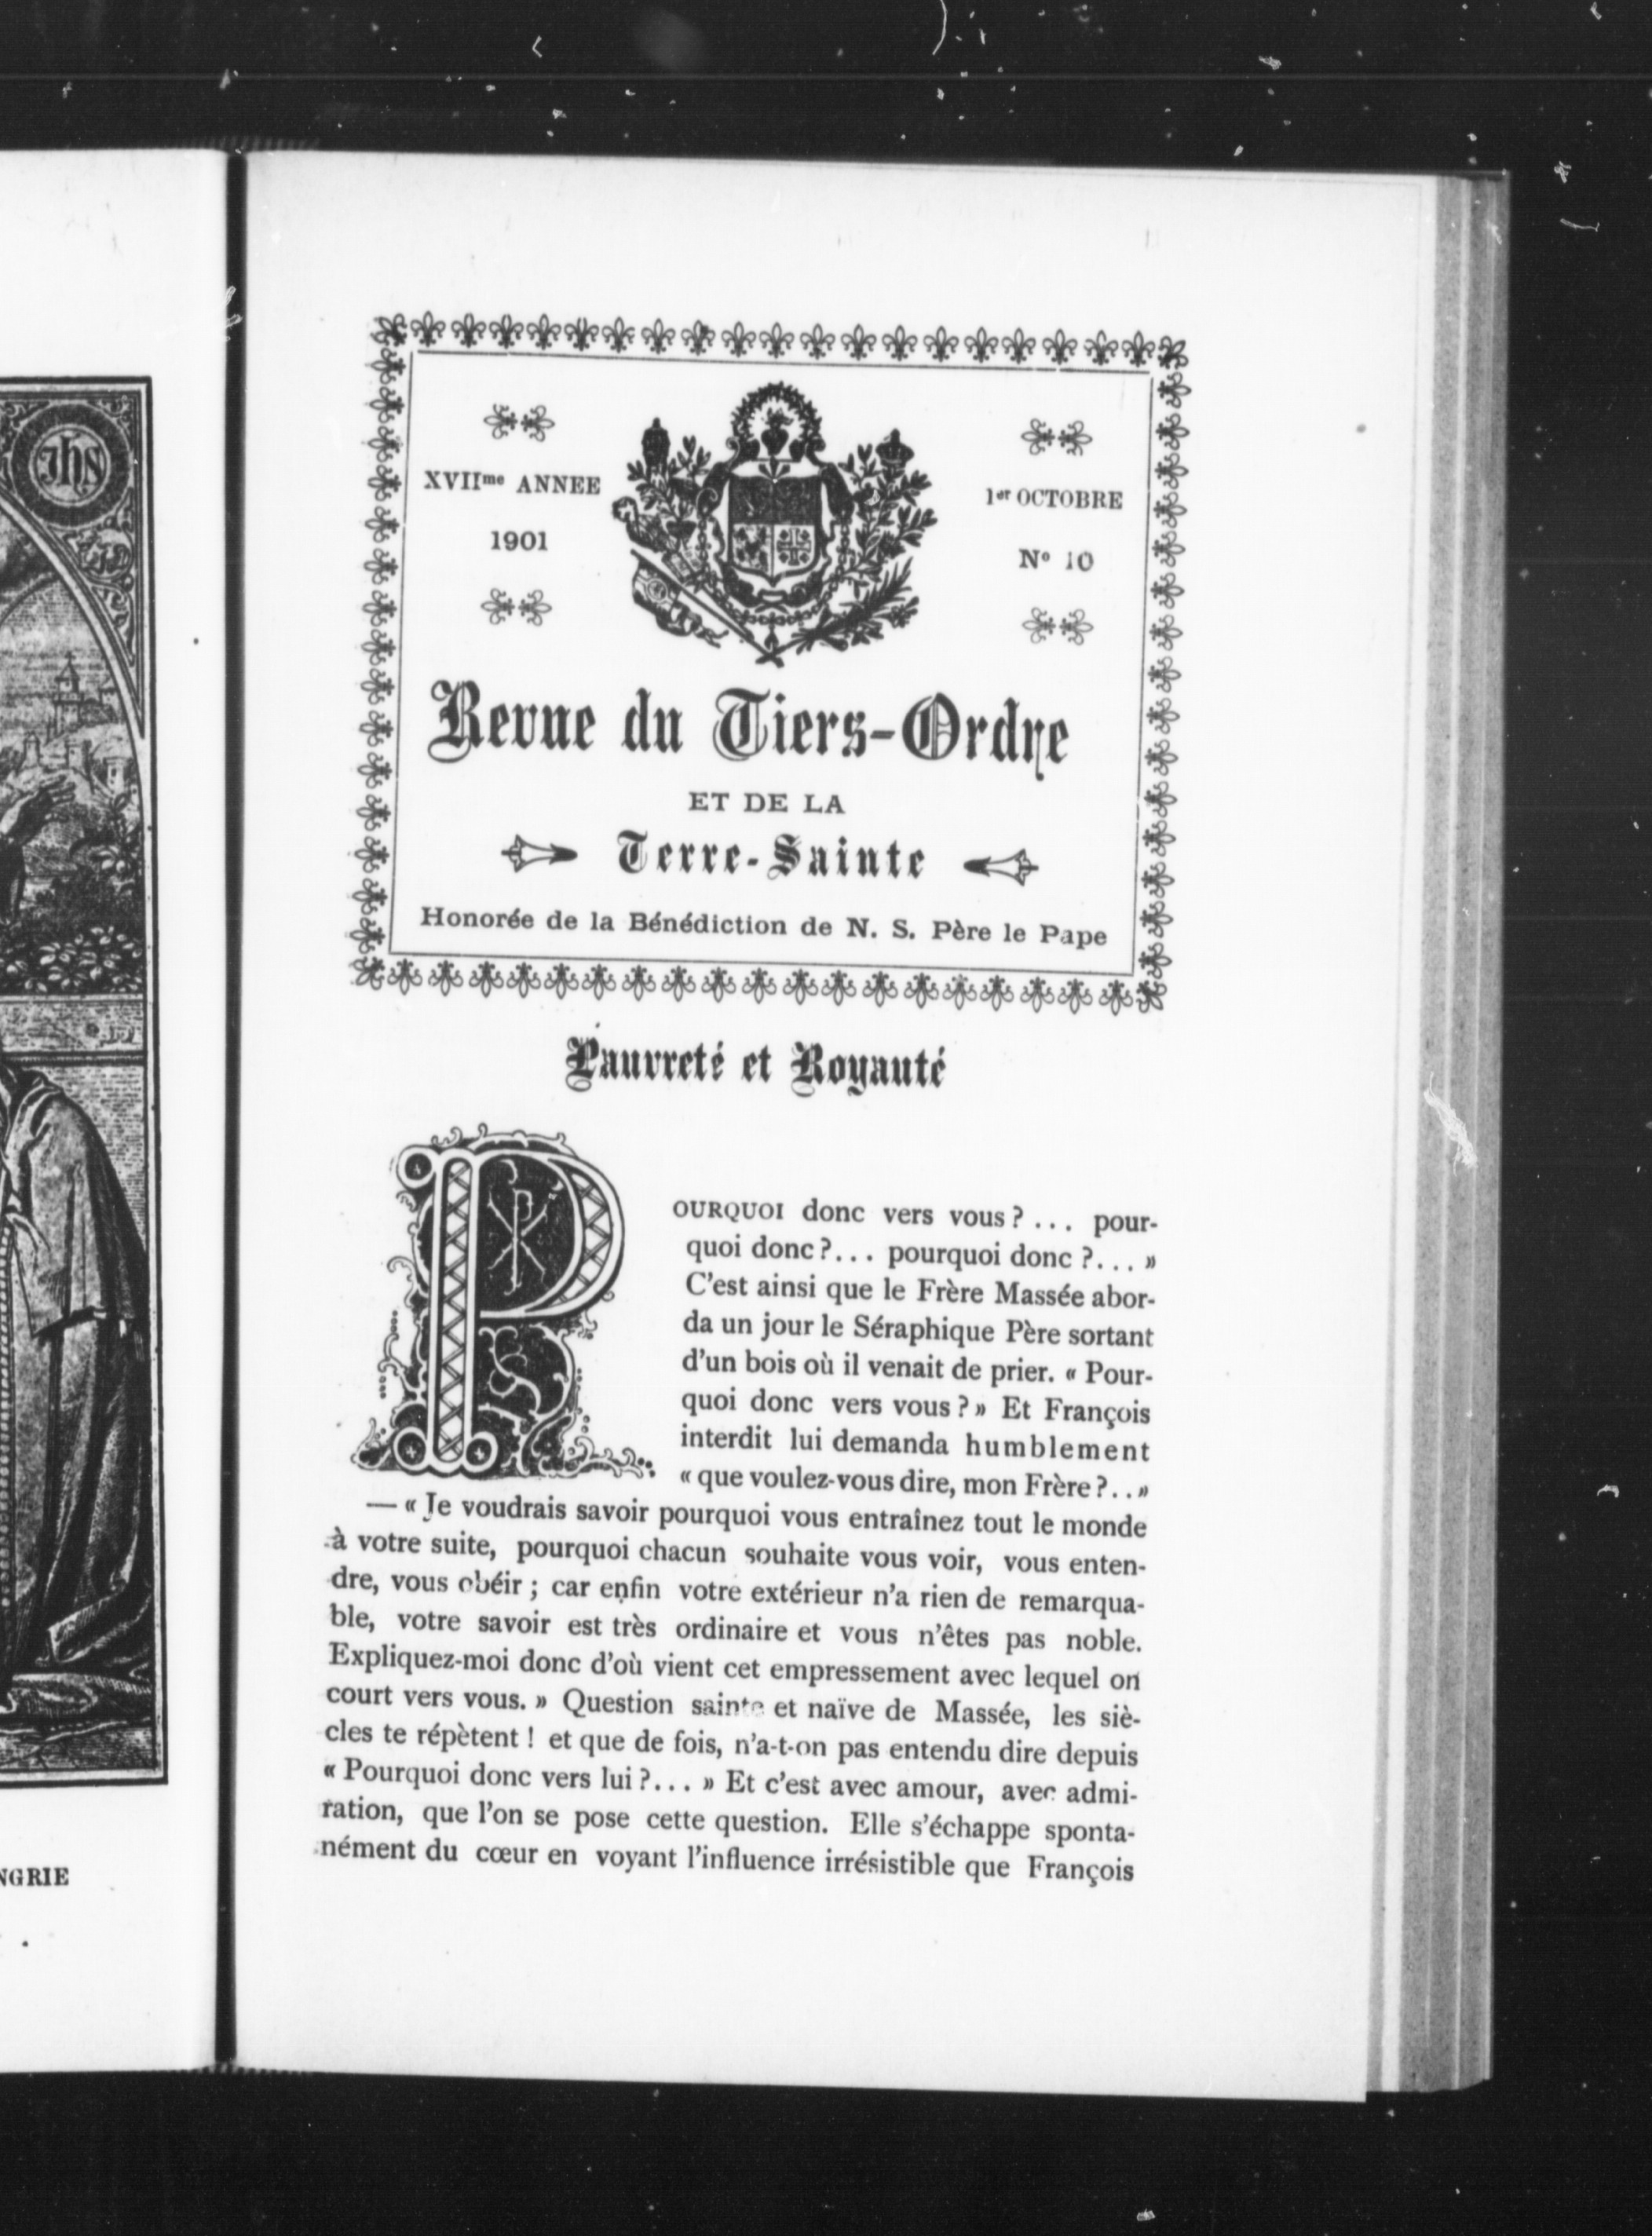 XVIIme ANNEE
1901
1er OCTOBRE
No 10
Revue du Tiers-Ordre
ET DE LA
Terre-Sainte
Honorée de la Bénédiction de N. S. Père le Pape
Pauvreté et Royauté
POURQUOI donc vers vous ? ... pour-
quoi donc ?... pourquoi donc ?... »
C'est ainsi que le Frère Massée abor-
da un jour le Séraphique Père sortant
d'un bois où il venait de prier. « Pour-
quoi donc vers vous ? » Et François
interdit lui demanda humblement
« que voulez-vous dire, mon Frère ?.. »
— « Je voudrais savoir pourquoi vous entraînez tout le monde
à votre suite, pourquoi chacun souhaite vous voir, vous enten-
dre, vous obéir ; car enfin votre extérieur n'a rien de remarqua-
ble, votre savoir est très ordinaire et vous n'êtes pas noble.
Expliquez-moi donc d'où vient cet empressement avec lequel on
court vers vous. » Question sainte et naïve de Massée, les siè-
cles te répètent ! et que de fois, n'a-t-on pas entendu dire depuis
« Pourquoi donc vers lui ?... » Et c'est avec amour, avec admi-
ration, que l'on se pose cette question. Elle s'échappe sponta-
nément du cœur en voyant l'influence irrésistible que François
jhs
NGRIE